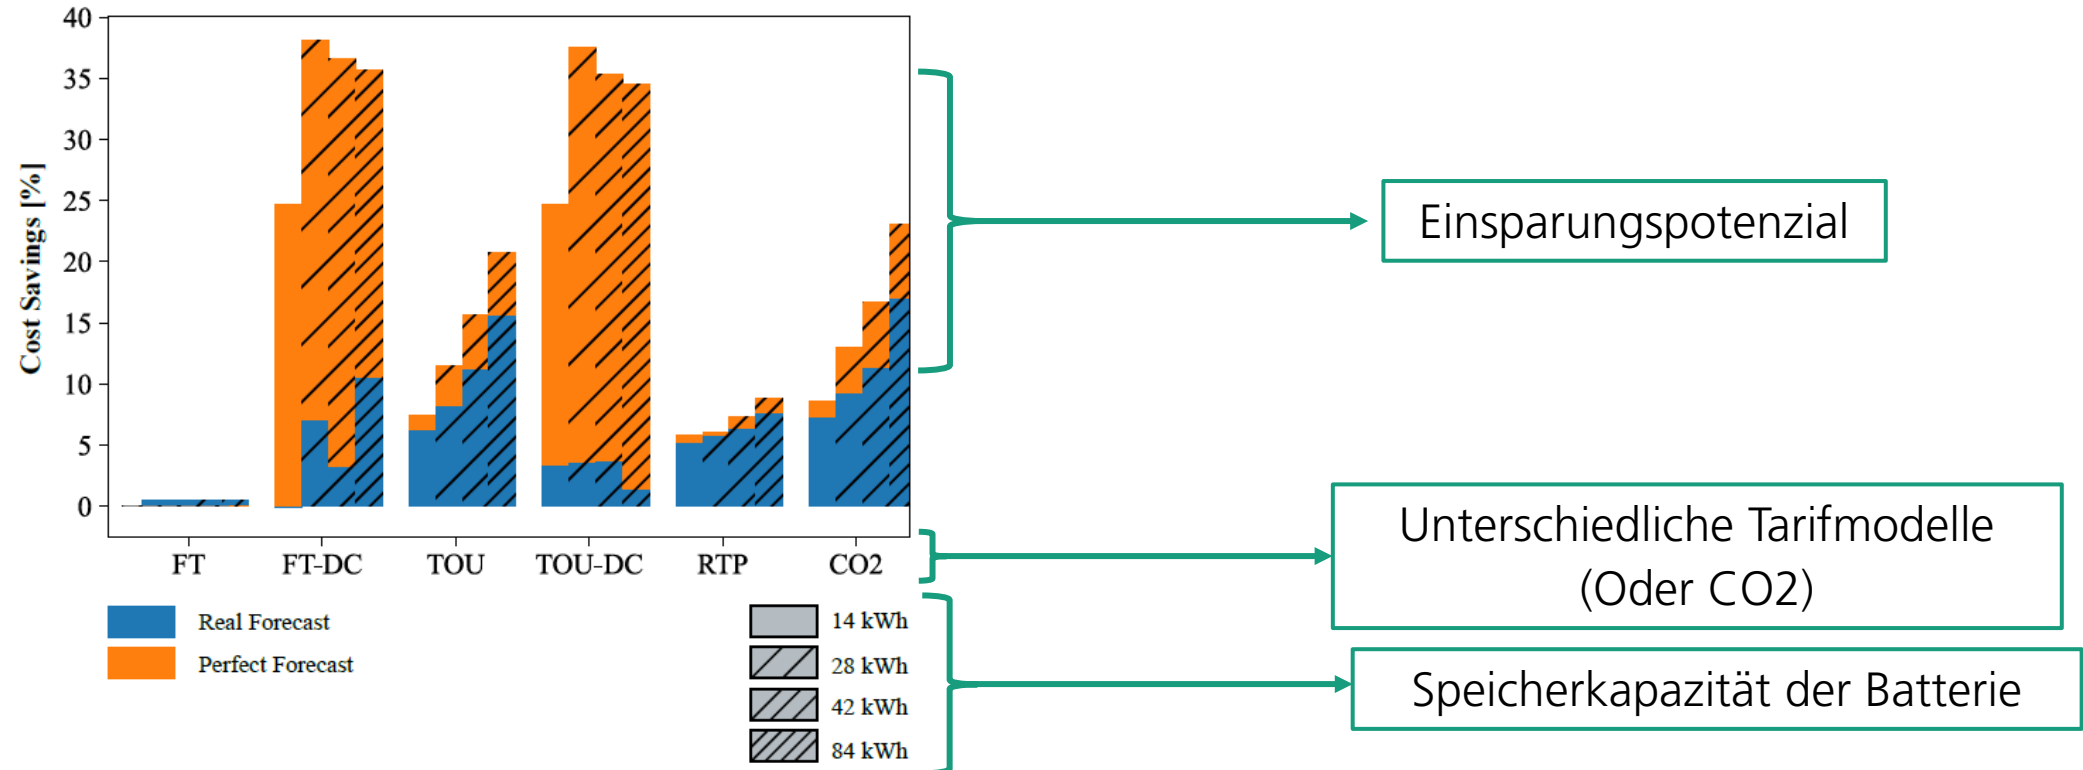 40
35
30
25
20
15
10
5
0
Cost Savings [%]
FT
FT-DC
TOU
TOU-DC
RTP
CO2
Real Forecast
Perfect Forecast
14 kWh
28 kWh
42 kWh
84 kWh
Einsparungspotenzial
Unterschiedliche Tarifmodelle
(Oder CO2)
Speicherkapazität der Batterie